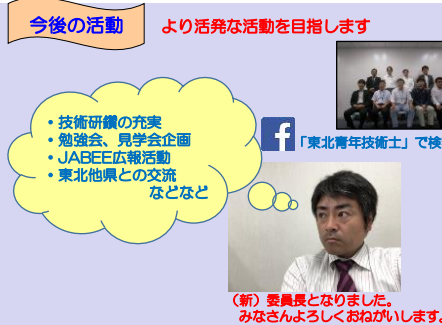 今後の活動
より活発な活動を目指します
・技術研鑽の充実
・勉強会、見学会企画
・JABEE広報活動
・東北他県との交流
などなど
f
「東北青年技術士」で検
（新）委員長となりました。
みなさんよろしくおねがいします。